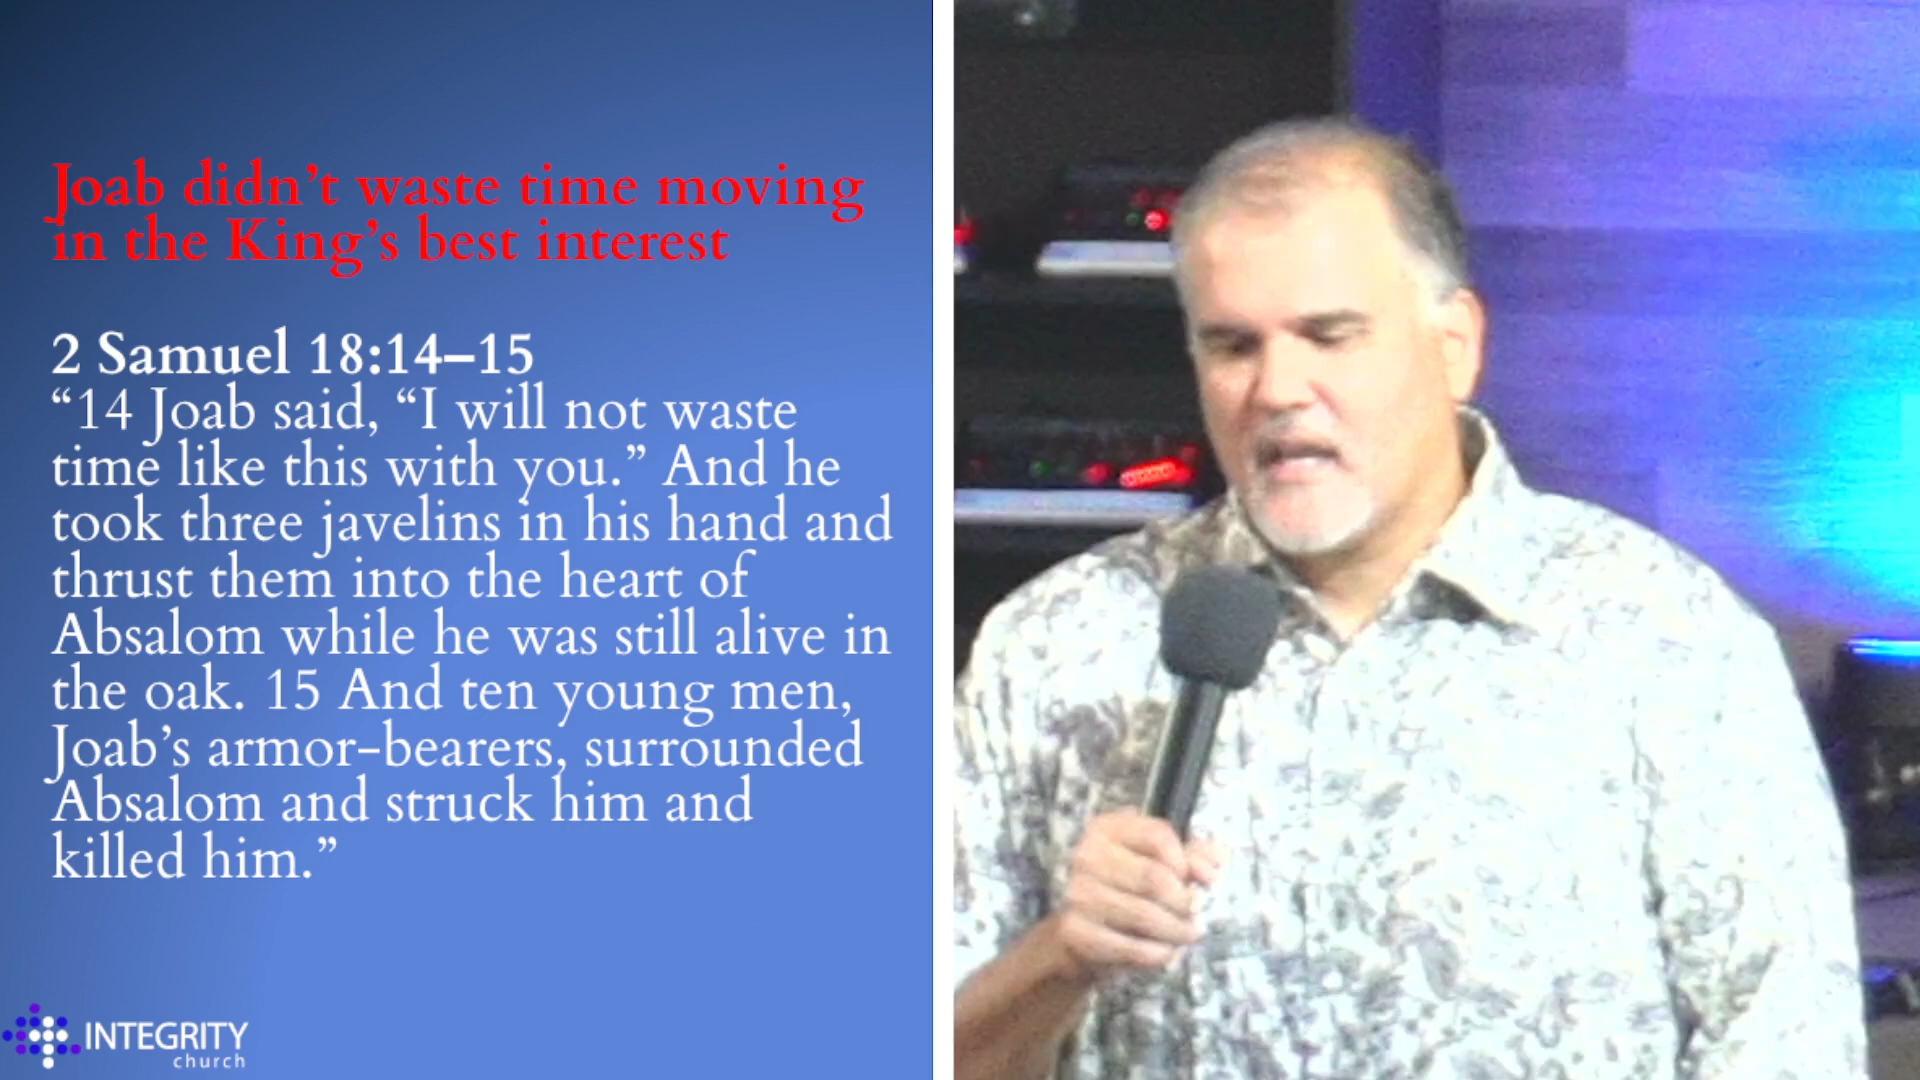 Joab didn’t waste time moving
in the King’s best interest
2 Samuel 18:14–15
“14 Joab said, “I will not waste
time like this with you.” And he
took three javelins in his hand and
thrust them into the heart of
Absalom while he was still alive in
the oak. 15 And ten young men,
Joab’s armor-bearers, surrounded
Absalom and struck him and
killed him.”
INTEGRITY
church